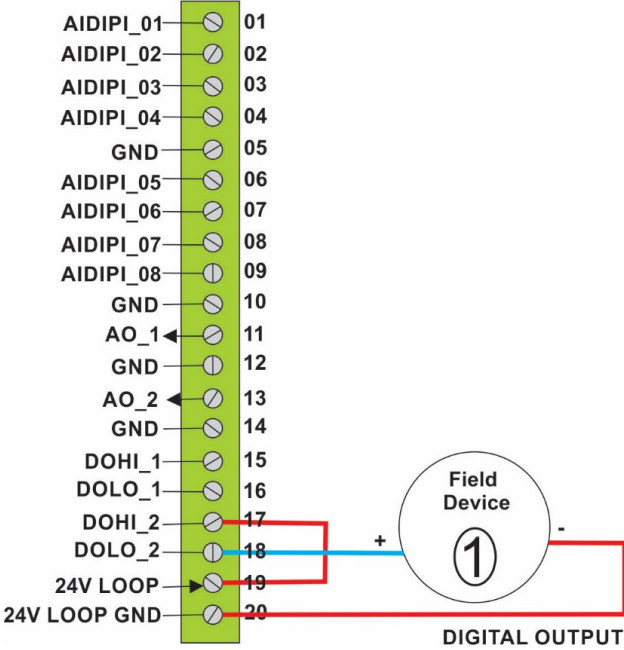 AIDIPI_01 01
AIDIPI_02 02
AIDIPI_03 03
AIDIPI_04 04
GND 05
AIDIPI_05 06
AIDIPI_06 07
AIDIPI_07 08
AIDIPI_08 09
GND 10
AO_1 11
GND 12
AO_2 13
GND 14
DOHI_1 15
DOLO_1 16
DOHI_2 17
DOLO_2 18
24V LOOP 19
24V LOOP GND 20
Field
Device
1
+ -
DIGITAL OUTPUT